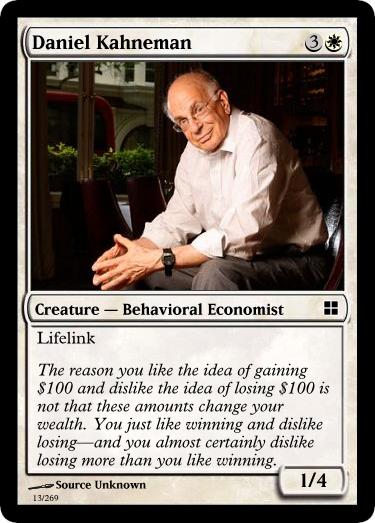 Daniel Kahneman 3
Creature — Behavioral Economist
Lifelink
The reason you like the idea of gaining
$100 and dislike the idea of losing $100 is
not that these amounts change your
wealth. You just like winning and dislike
losing—and you almost certainly dislike
losing more than you like winning.
Source Unknown
1/4
13/269